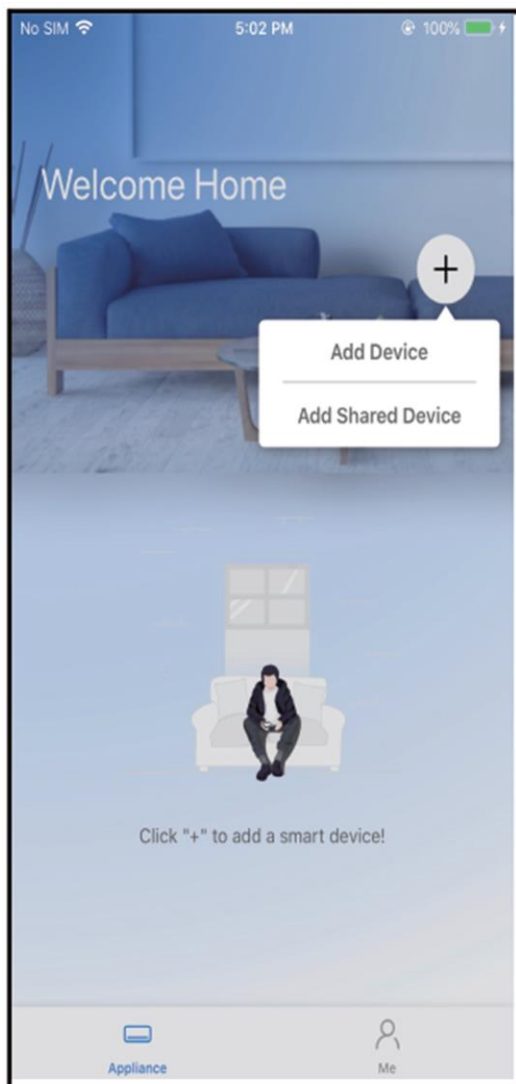 No SIM 5:02 PM 100%
Welcome Home
+
Add Device
Add Shared Device
Click "+" to add a smart device!
Appliance Me